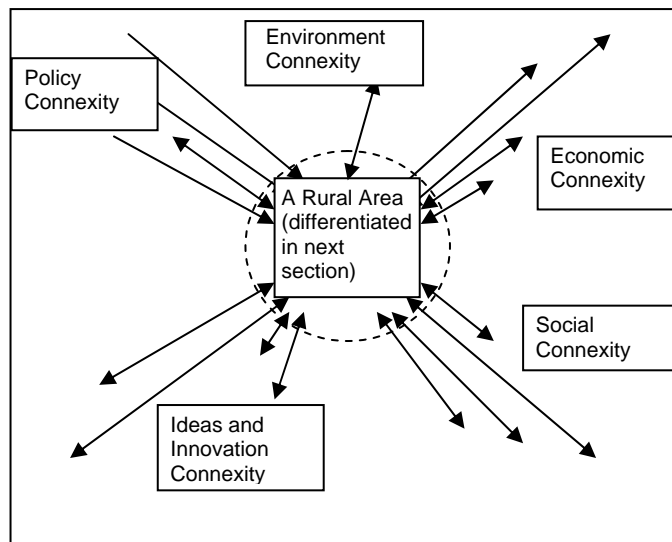 Environment
Connexity
Policy
Connexity
Economic
Connexity
A Rural Area
(differentiated
in next
section)
Social
Connexity
Ideas and
Innovation
Connexity